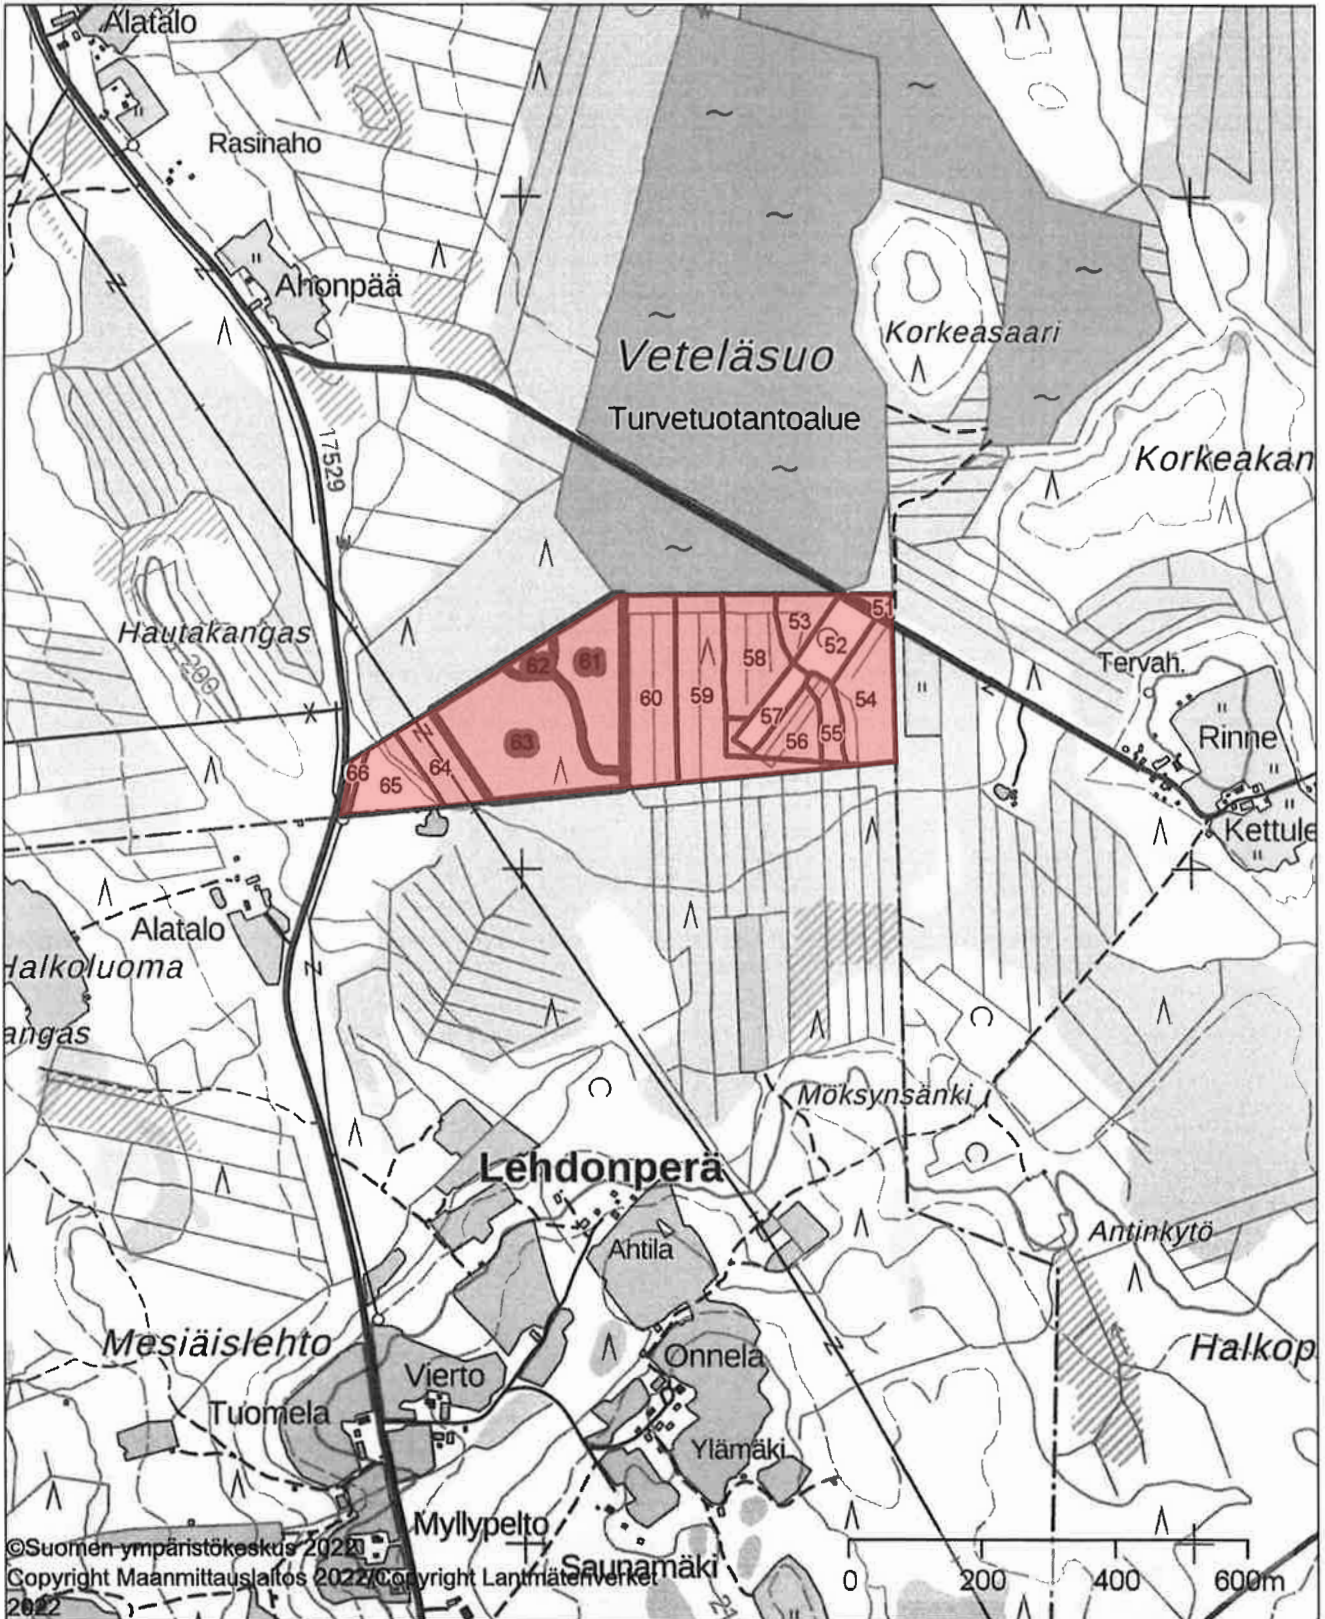 Alatalo
Rasinaho
Ahonpää
Korkeasaari
Veteläsuo
Turvetuotantoalue
17529
Korkeakan
Hautakangas
200
Tervah.
Rinne
Kettule
51
52
53
54
55
56
57
58
59
60
61
62
63
64
65
66
Alatalo
Halkoluoma
angas
Möksynsänki
Lehdonperä
Ahtila
Antinkytö
Mesiäislehto
Halkop
Onnela
Vierto
Tuomela
Ylämäki
Myllypelto
Saunamäki
©Suomen ympäristökeskus 2022
Copyright Maanmittauslaitos 2022/Copyright Lantmäteriverket
2022
0 200 400 600m